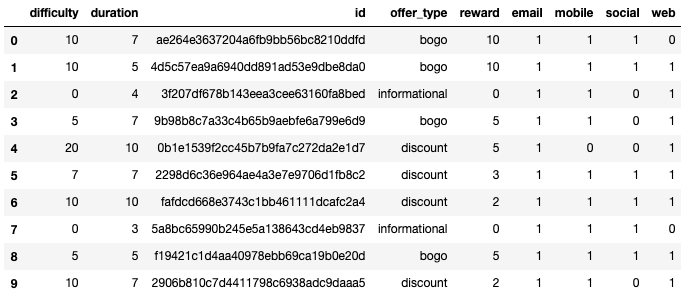 difficulty duration id offer_type reward email mobile social web
0 10 7 ae264e3637204a6fb9bb56bc8210ddfd bogo 10 1 1 1 0
1 10 5 4d5c57ea9a6940dd891ad53e9dbe8da0 bogo 10 1 1 1 1
2 0 4 3f207df678b143eea3cee63160fa8bed informational 0 1 1 0 1
3 5 7 9b98b8c7a33c4b65b9aebfe6a799e6d9 bogo 5 1 1 0 1
4 20 10 0b1e1539f2cc45b7b9fa7c272da2e1d7 discount 5 1 0 0 1
5 7 7 2298d6c36e964ae4a3e7e9706d1fb8c2 discount 3 1 1 1 1
6 10 10 fafdcd668e3743c1bb461111dcafc2a4 discount 2 1 1 1 1
7 0 3 5a8bc65990b245e5a138643cd4eb9837 informational 0 1 1 1 0
8 5 5 f19421c1d4aa40978ebb69ca19b0e20d bogo 5 1 1 1 1
9 10 7 2906b810c7d4411798c6938adc9daaa5 discount 2 1 1 0 1